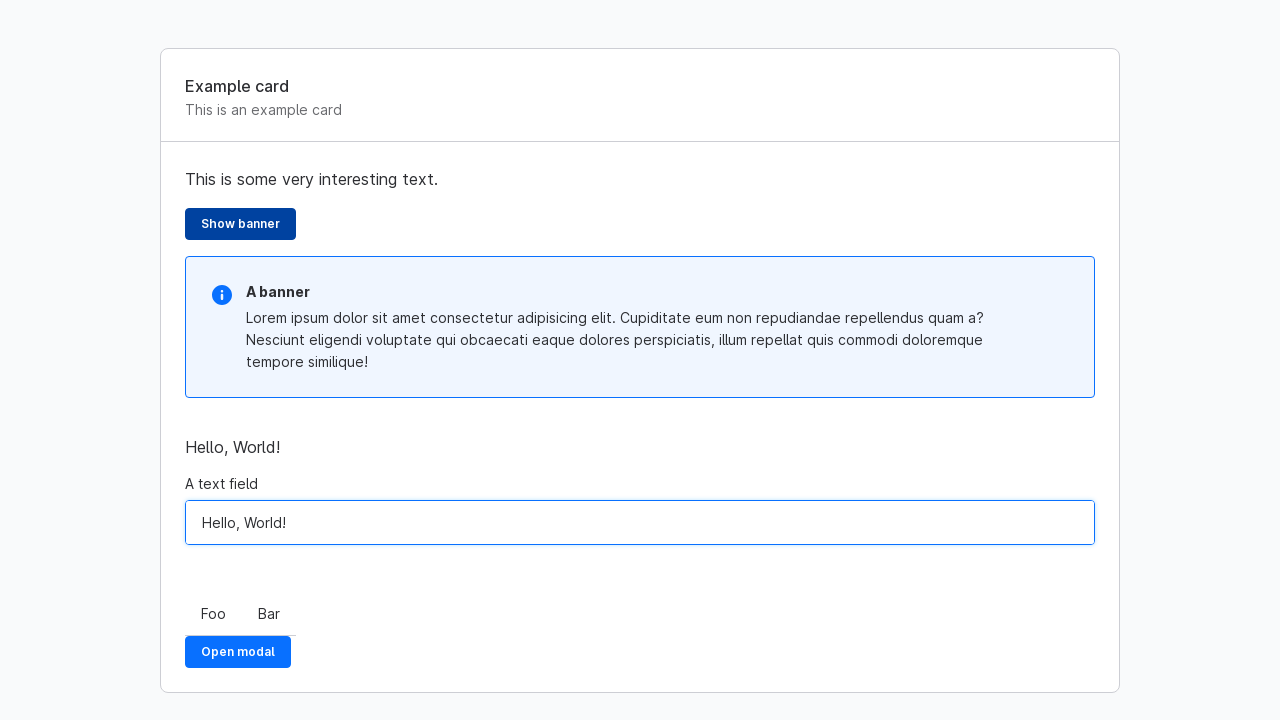 Example card
This is an example card
This is some very interesting text.
Show banner
A banner
Lorem ipsum dolor sit amet consectetur adipisicing elit. Cupiditate eum non repudiandae repellendus quam a?
Nesciunt eligendi voluptate qui obcaecati eaque dolores perspiciatis, illum repellat quis commodi doloremque
tempore similique!
Hello, World!
A text field
Hello, World!
Foo Bar
Open modal